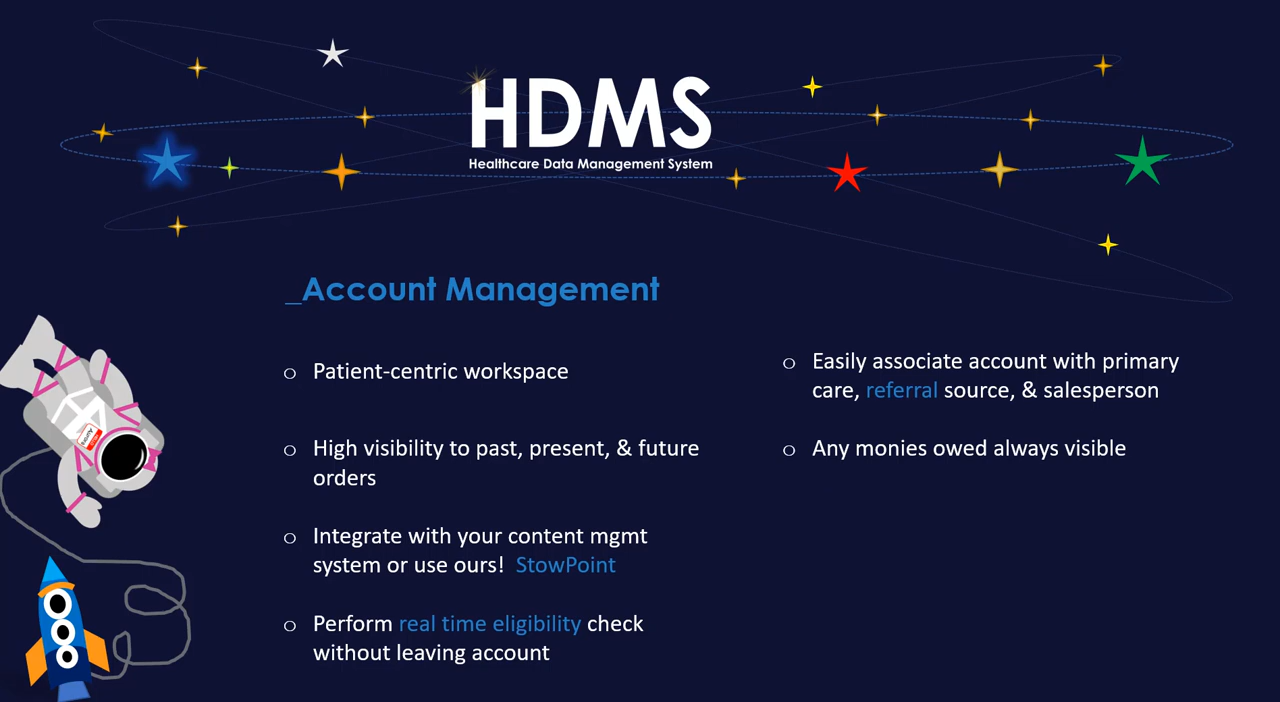 HDMS
Healthcare Data Management System
_Account Management
o Patient-centric workspace
o High visibility to past, present, & future
orders
o Integrate with your content mgmt
system or use ours! StowPoint
o Perform real time eligibility check
without leaving account
o Easily associate account with primary
care, referral source, & salesperson
o Any monies owed always visible